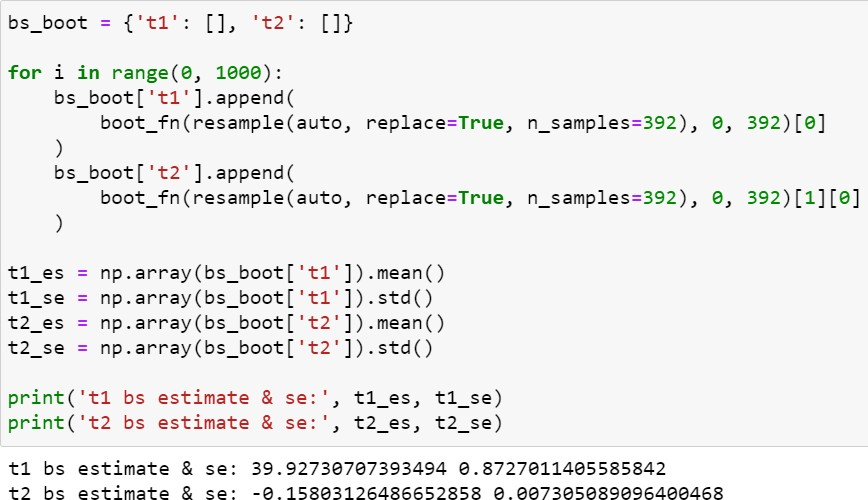 bs_boot = {'t1': [], 't2': []}
for i in range(0, 1000):
    bs_boot['t1'].append(
        boot_fn(resample(auto, replace=True, n_samples=392), 0, 392)[0]
    )
    bs_boot['t2'].append(
        boot_fn(resample(auto, replace=True, n_samples=392), 0, 392)[1][0]
    )
t1_es = np.array(bs_boot['t1']).mean()
t1_se = np.array(bs_boot['t1']).std()
t2_es = np.array(bs_boot['t2']).mean()
t2_se = np.array(bs_boot['t2']).std()
print('t1 bs estimate & se:', t1_es, t1_se)
print('t2 bs estimate & se:', t2_es, t2_se)
t1 bs estimate & se: 39.92730707393494 0.8727011405585842
t2 bs estimate & se: -0.15803126486652858 0.007305089096400468